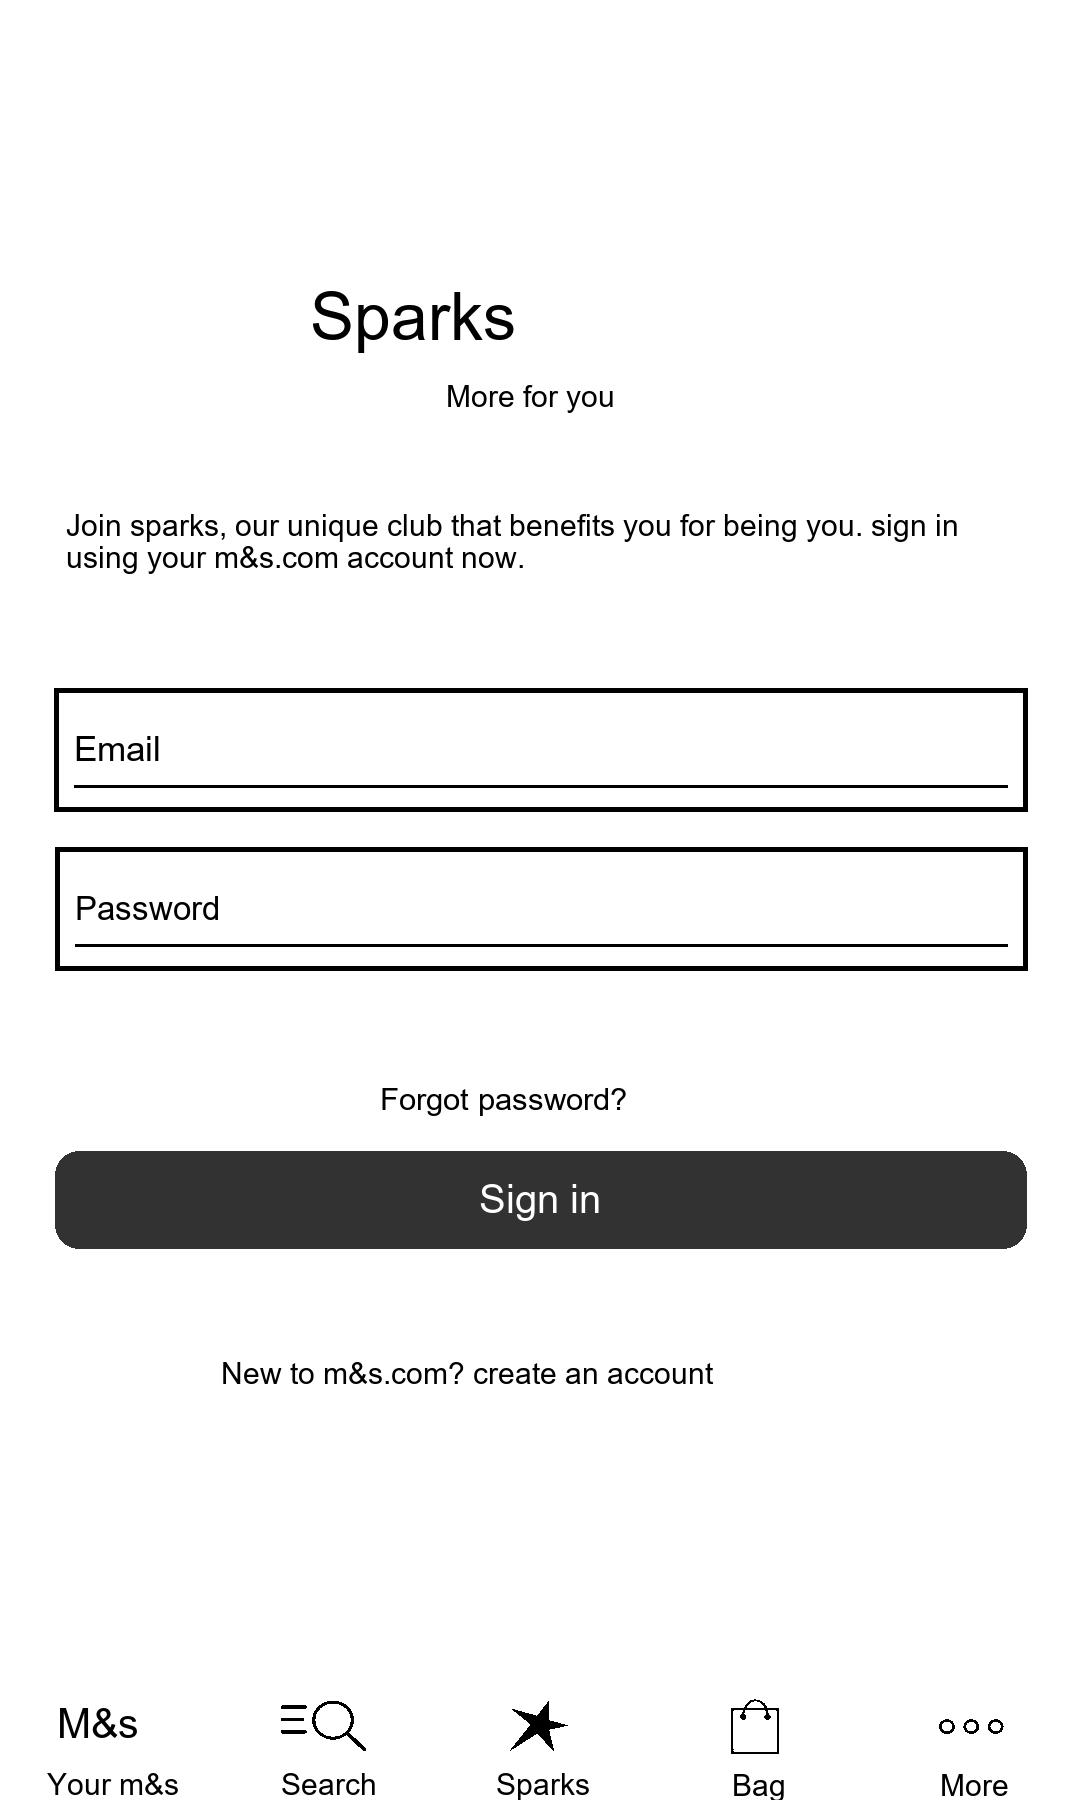 Sparks
More for you
Join sparks, our unique club that benefits you for being you. sign in
using your m&s.com account now.
Email
Password
Forgot password?
Sign in
New to m&s.com? create an account
M&s
Your m&s
Search
Sparks
Bag
More